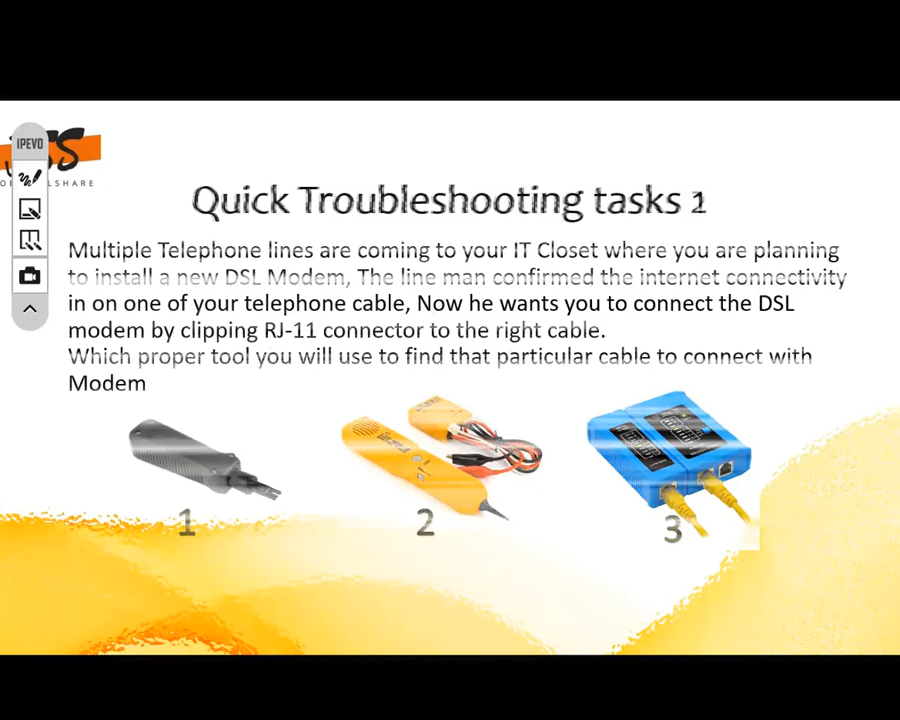 IPEVO
LSHARE
Quick Troubleshooting tasks 1
Multiple Telephone lines are coming to your IT Closet where you are planning
to install a new DSL Modem, The line man confirmed the internet connectivity
in on one of your telephone cable, Now he wants you to connect the DSL
modem by clipping RJ-11 connector to the right cable.
Which proper tool you will use to find that particular cable to connect with
Modem
1
2
3